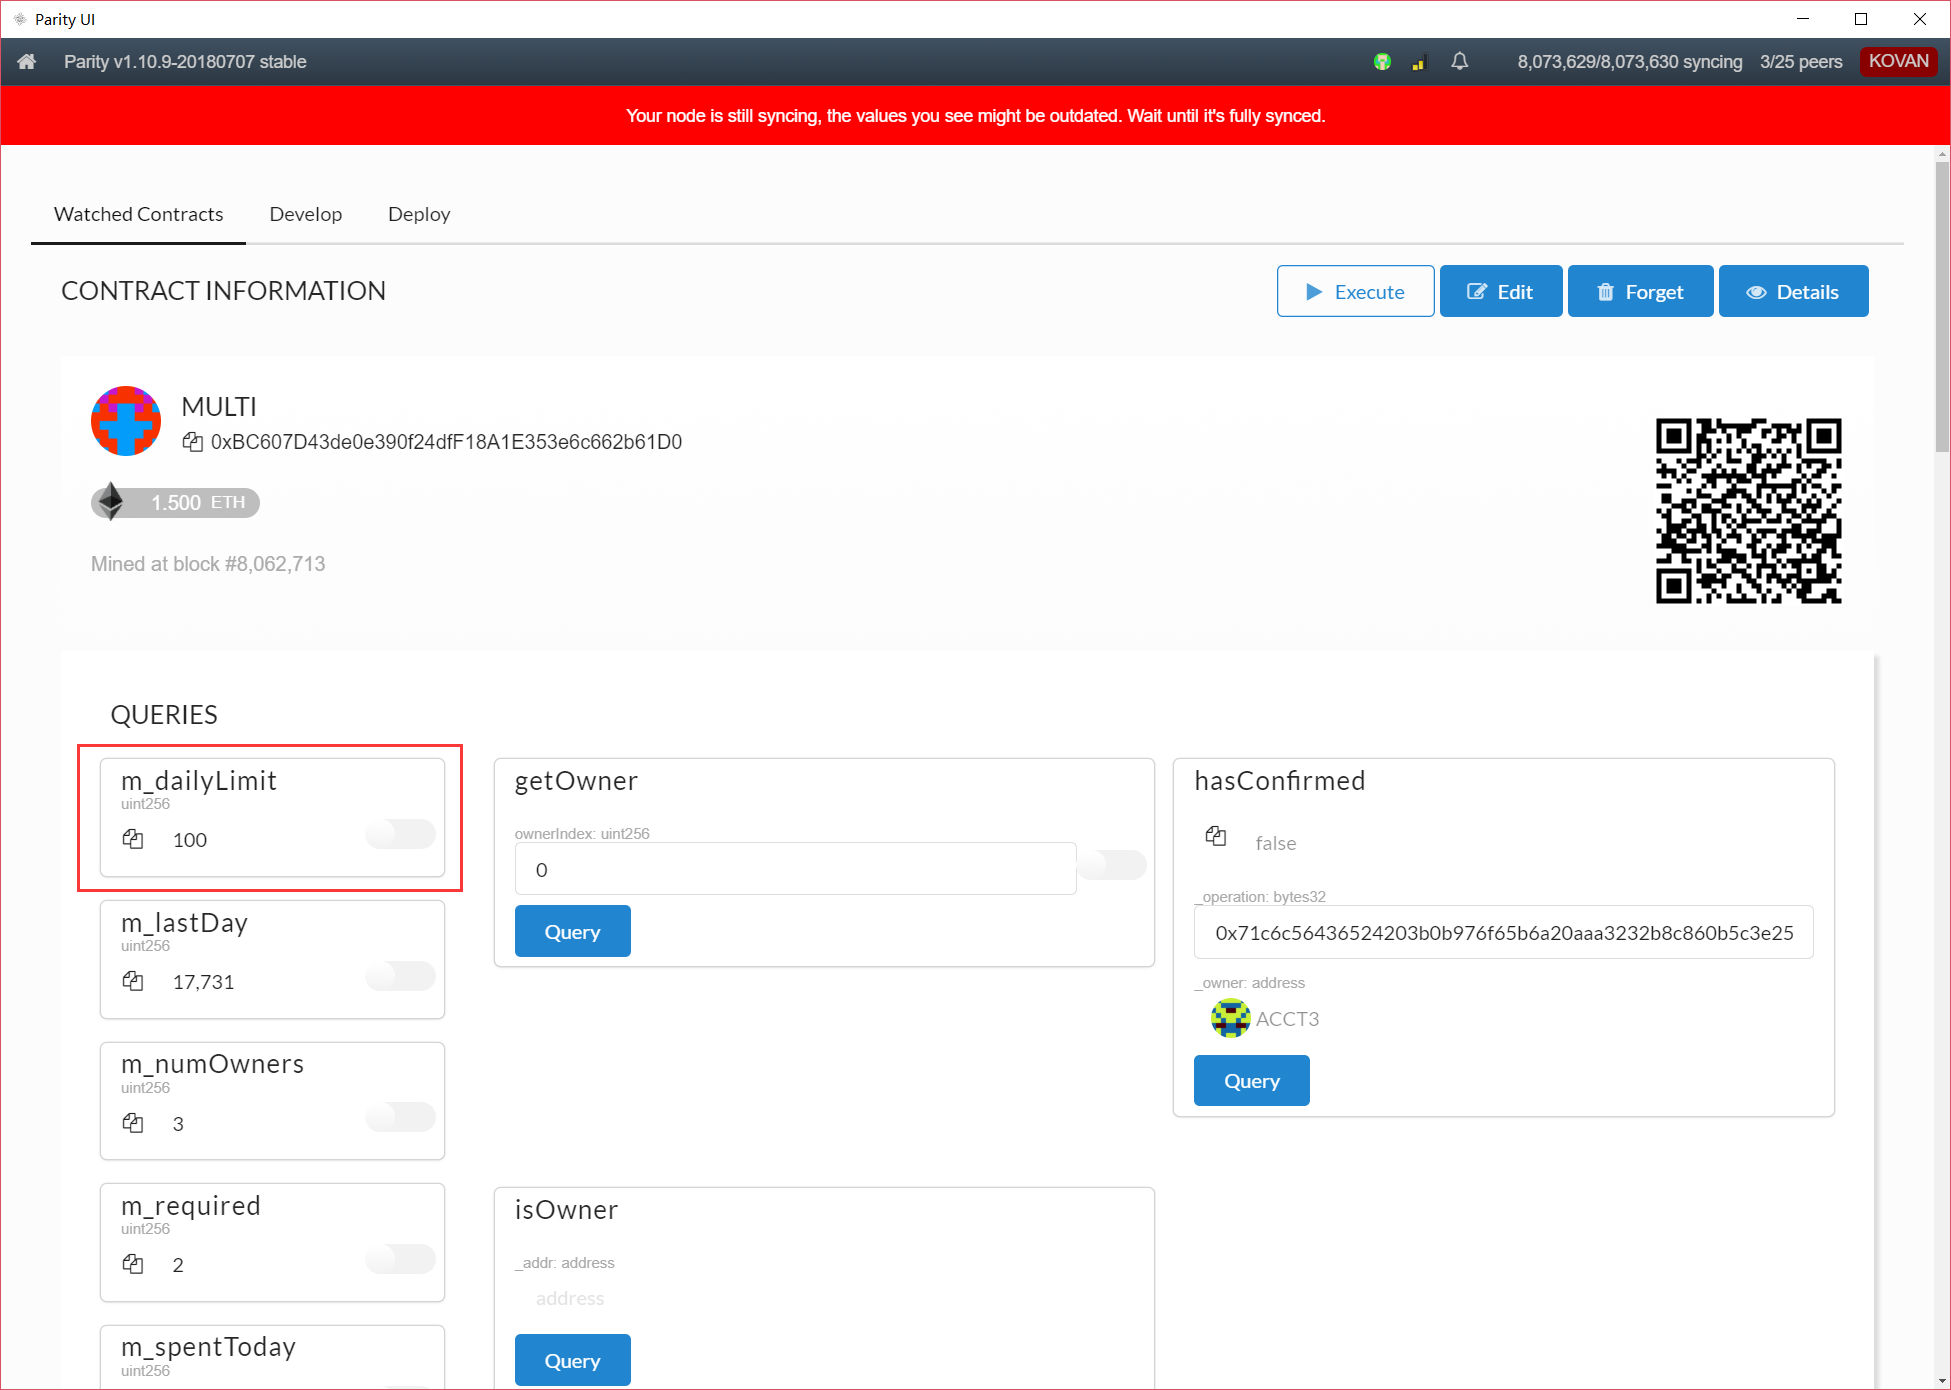 Parity UI
Parity v1.10.9-20180707 stable
8,073,629/8,073,630 syncing 3/25 peers KOVAN
Your node is still syncing, the values you see might be outdated. Wait until it's fully synced.
Watched Contracts Develop Deploy
CONTRACT INFORMATION
Execute Edit Forget Details
MULTI
0xBC607D43de0e390f24dfF18A1E353e6c662b61D0
1.500 ETH
Mined at block #8,062,713
QUERIES
m_dailyLimit
uint256
100
m_lastDay
uint256
17,731
m_numOwners
uint256
3
m_required
uint256
2
m_spentToday
uint256
getOwner
ownerIndex: uint256
0
Query
isOwner
_addr: address
address
Query
hasConfirmed
false
_operation: bytes32
0x71c6c56436524203b0b976f65b6a20aaa3232b8c860b5c3e25
_owner: address
ACCT3
Query